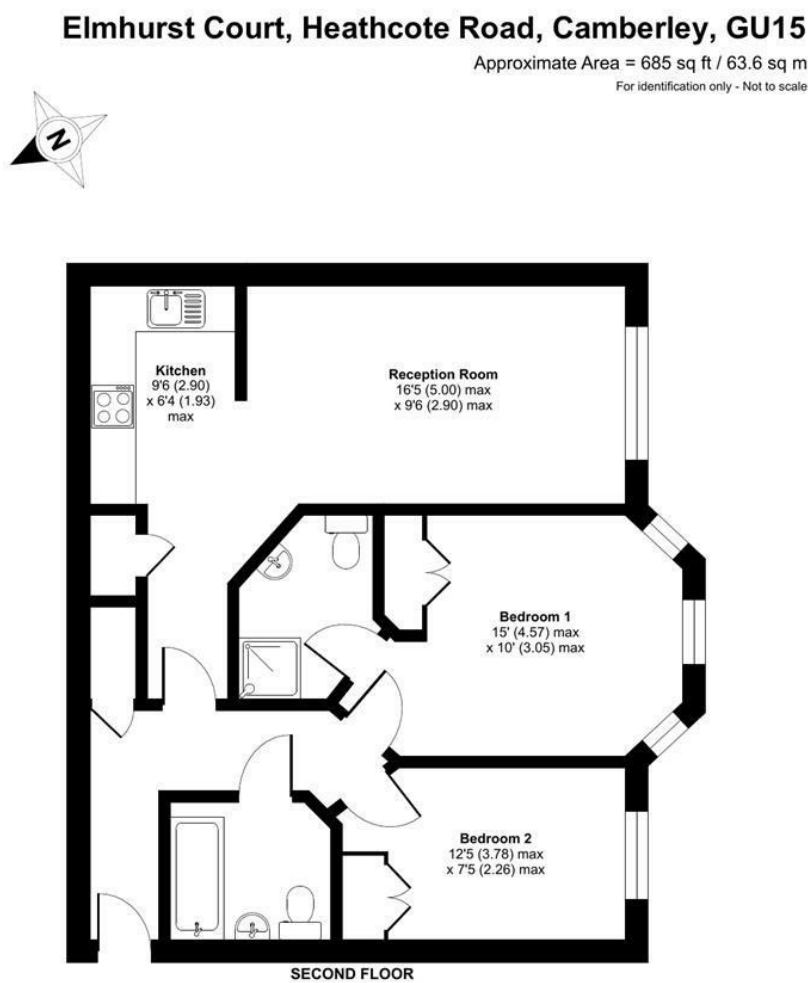 Elmhurst Court, Heathcote Road, Camberley, GU15
Approximate Area = 685 sq ft / 63.6 sq m
For identification only - Not to scale
N
Kitchen
9'6 (2.90)
x 6'4 (1.93)
max
Reception Room
16'5 (5.00) max
x 9'6 (2.90) max
Bedroom 1
15' (4.57) max
x 10' (3.05) max
Bedroom 2
12'5 (3.78) max
x 7'5 (2.26) max
SECOND FLOOR